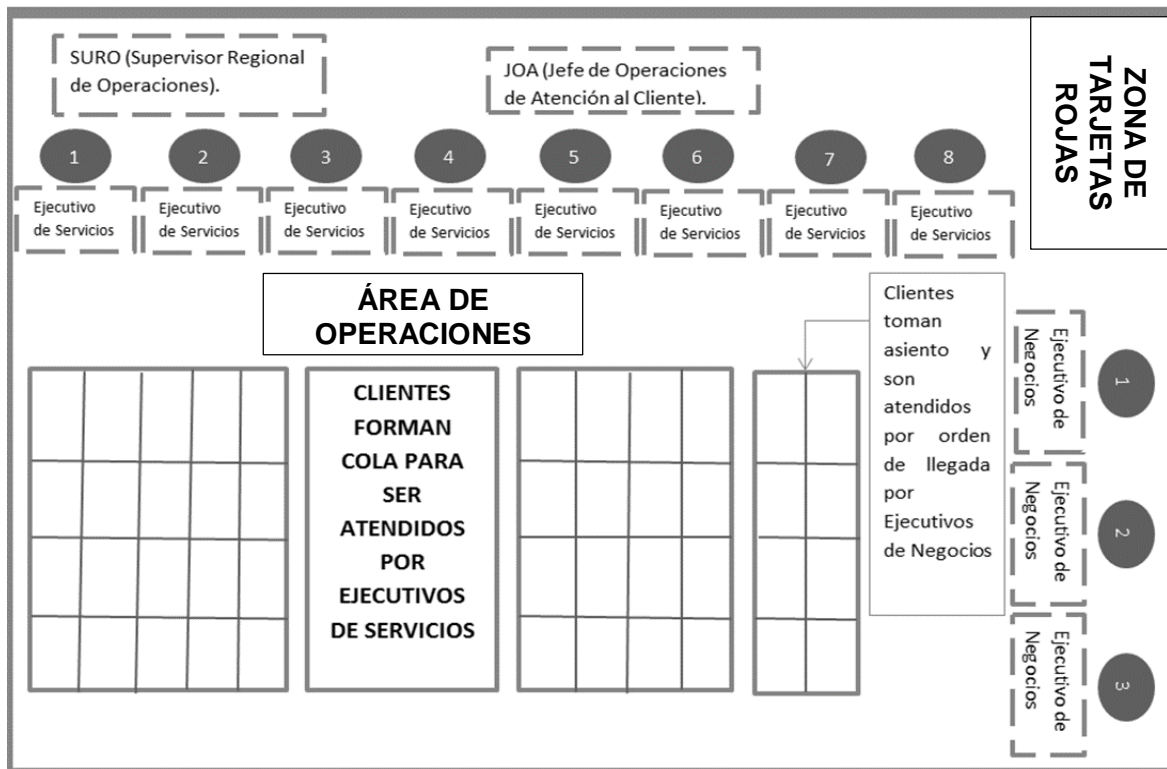 SURO (Supervisor Regional
de Operaciones).
JOA (Jefe de Operaciones
de Atención al Cliente).
ZONA DE
TARJETAS
ROJAS
1
2
3
4
5
6
7
8
Ejecutivo
de Servicios
Ejecutivo
de Servicios
Ejecutivo
de Servicios
Ejecutivo
de Servicios
Ejecutivo
de Servicios
Ejecutivo
de Servicios
Ejecutivo
de Servicios
Ejecutivo
de Servicios
ÁREA DE
OPERACIONES
CLIENTES
FORMAN
COLA PARA
SER
ATENDIDOS
POR
EJECUTIVOS
DE SERVICIOS
Clientes
toman
asiento y
son
atendidos
por orden
de llegada
por
Ejecutivos
de Negocios
Ejecutivo de
Negocios
1
Ejecutivo de
Negocios
2
Ejecutivo de
Negocios
3